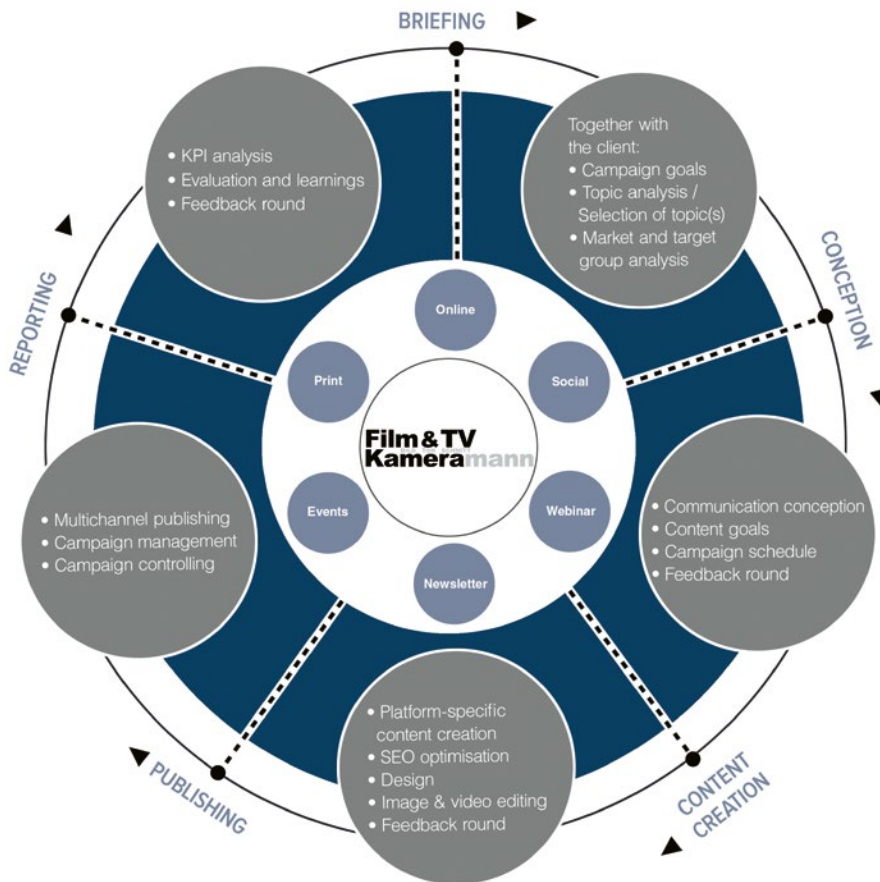 BRIEFING
Together with
the client:
• Campaign goals
• Topic analysis /
Selection of topic(s)
• Market and target
group analysis
CONCEPTION
• Communication conception
• Content goals
• Campaign schedule
• Feedback round
CONTENT
CREATION
• Platform-specific
content creation
• SEO optimisation
• Design
• Image & video editing
• Feedback round
PUBLISHING
• Multichannel publishing
• Campaign management
• Campaign controlling
REPORTING
• KPI analysis
• Evaluation and learnings
• Feedback round
Online
Social
Webinar
Newsletter
Events
Print
Film & TV
Kameramann